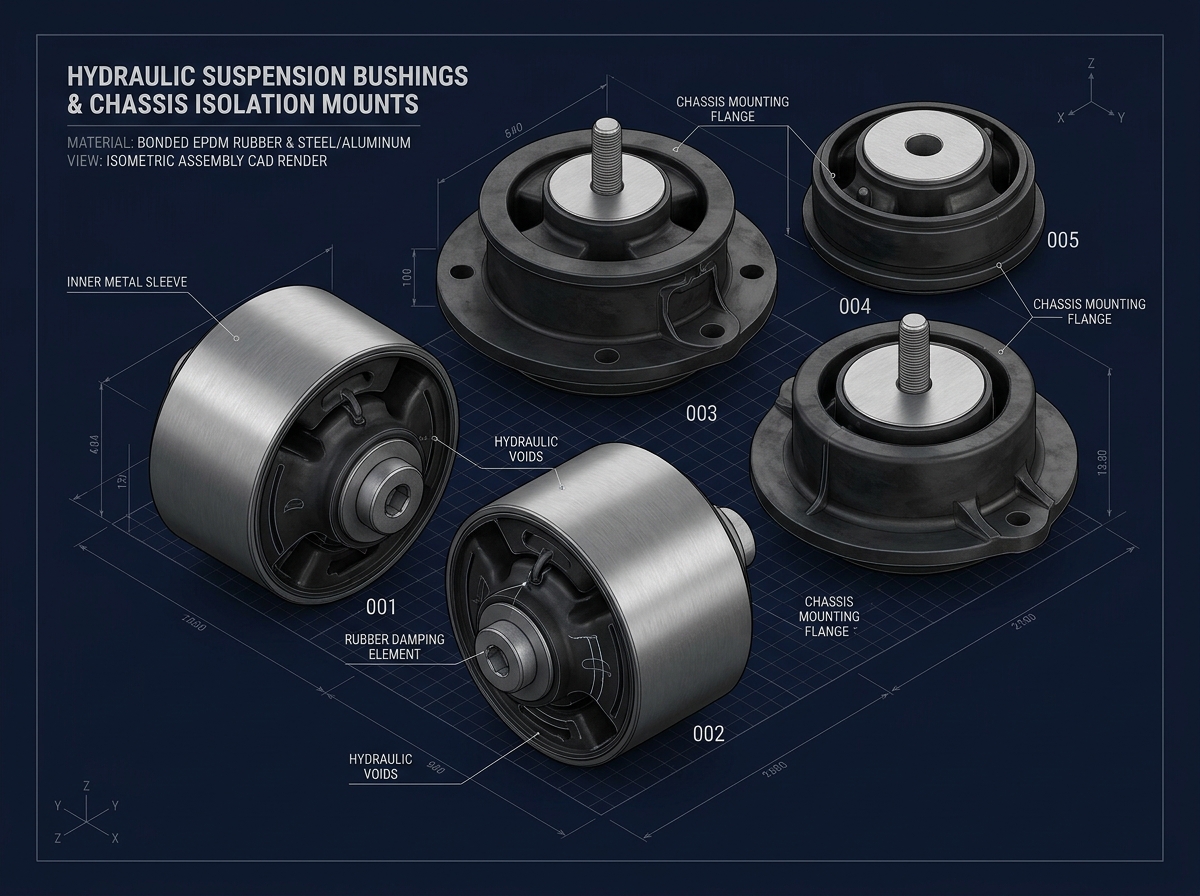 HYDRAULIC SUSPENSION BUSHINGS
& CHASSIS ISOLATION MOUNTS
MATERIAL: BONDED EPDM RUBBER & STEEL/ALUMINUM
VIEW: ISOMETRIC ASSEMBLY CAD RENDER
CHASSIS MOUNTING
FLANGE
Z
X
Y
005
INNER METAL SLEEVE
100
004
CHASSIS MOUNTING
FLANGE
003
HYDRAULIC
VOIDS
001
RUBBER DAMPING
ELEMENT
CHASSIS
MOUNTING
FLANGE
002
HYDRAULIC
VOIDS
Z
Y
Y
Z
X